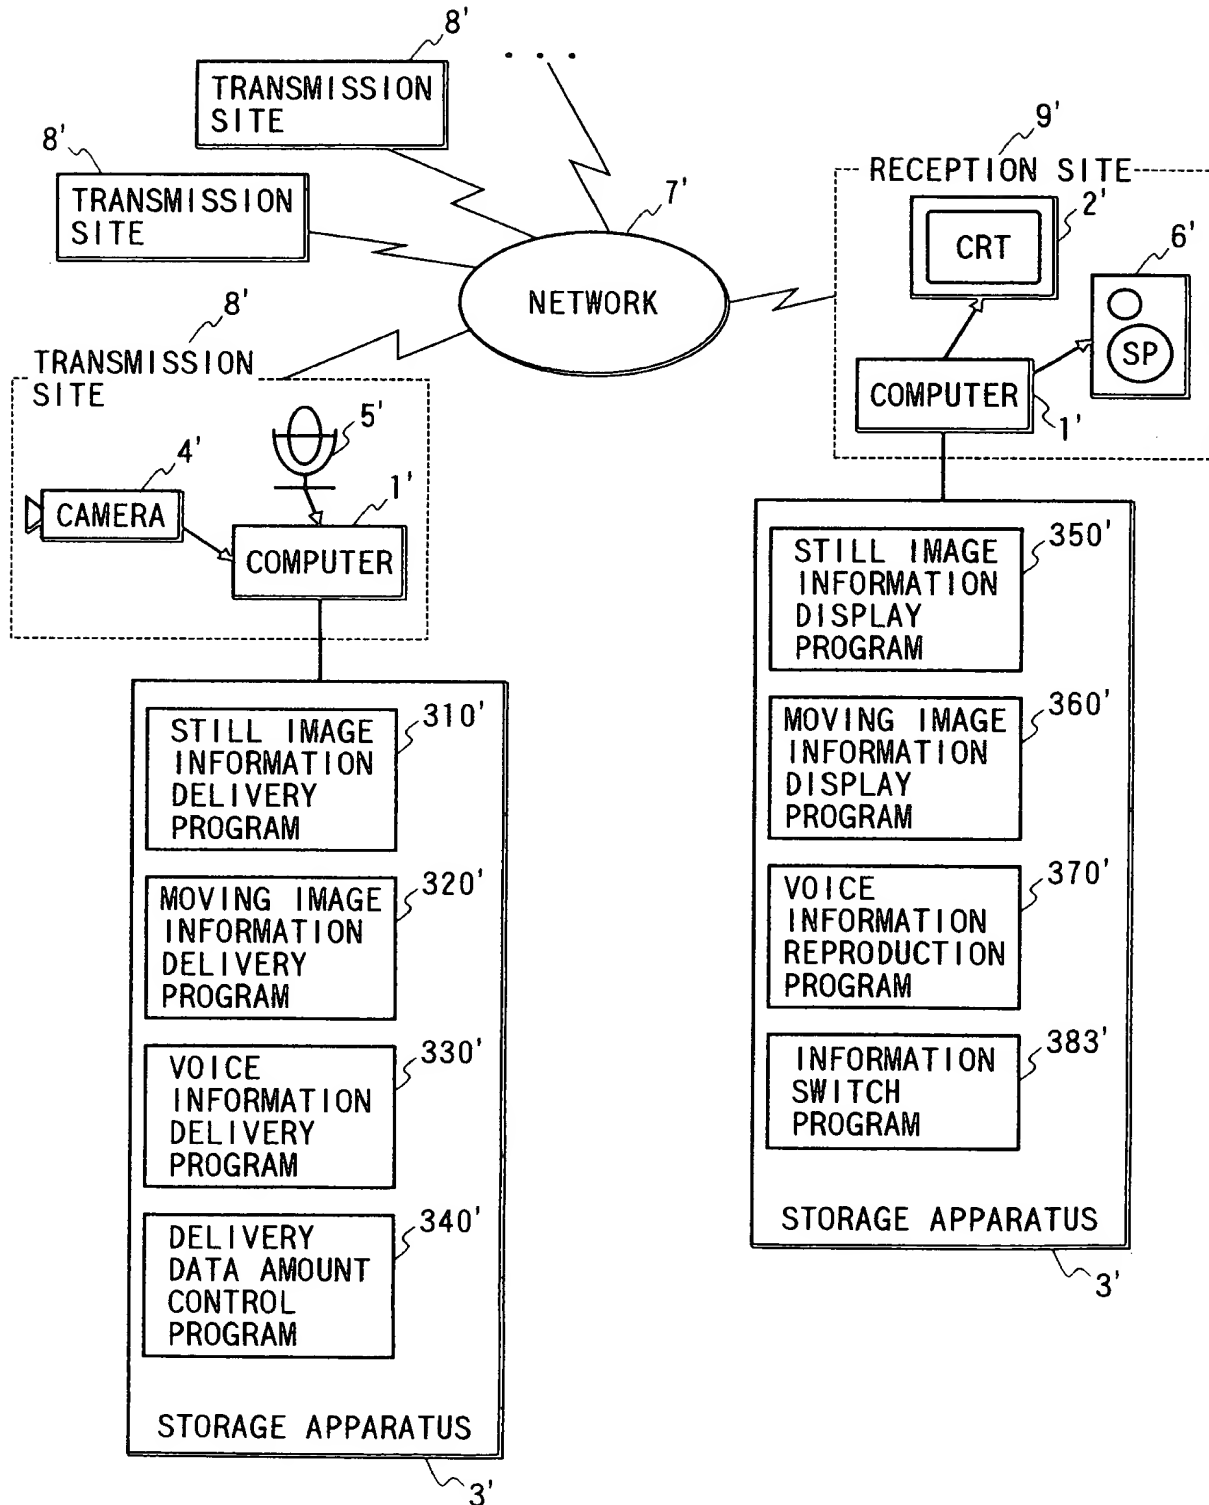 8'
. . .
TRANSMISSION
SITE
8'
TRANSMISSION
SITE
7'
NETWORK
9'
RECEPTION SITE
2'
CRT
6'
SP
COMPUTER
1'
8'
TRANSMISSION
SITE
5'
4'
CAMERA
1'
COMPUTER
310'
STILL IMAGE
INFORMATION
DELIVERY
PROGRAM
320'
MOVING IMAGE
INFORMATION
DELIVERY
PROGRAM
330'
VOICE
INFORMATION
DELIVERY
PROGRAM
340'
DELIVERY
DATA AMOUNT
CONTROL
PROGRAM
STORAGE APPARATUS
3'
350'
STILL IMAGE
INFORMATION
DISPLAY
PROGRAM
360'
MOVING IMAGE
INFORMATION
DISPLAY
PROGRAM
370'
VOICE
INFORMATION
REPRODUCTION
PROGRAM
383'
INFORMATION
SWITCH
PROGRAM
STORAGE APPARATUS
3'